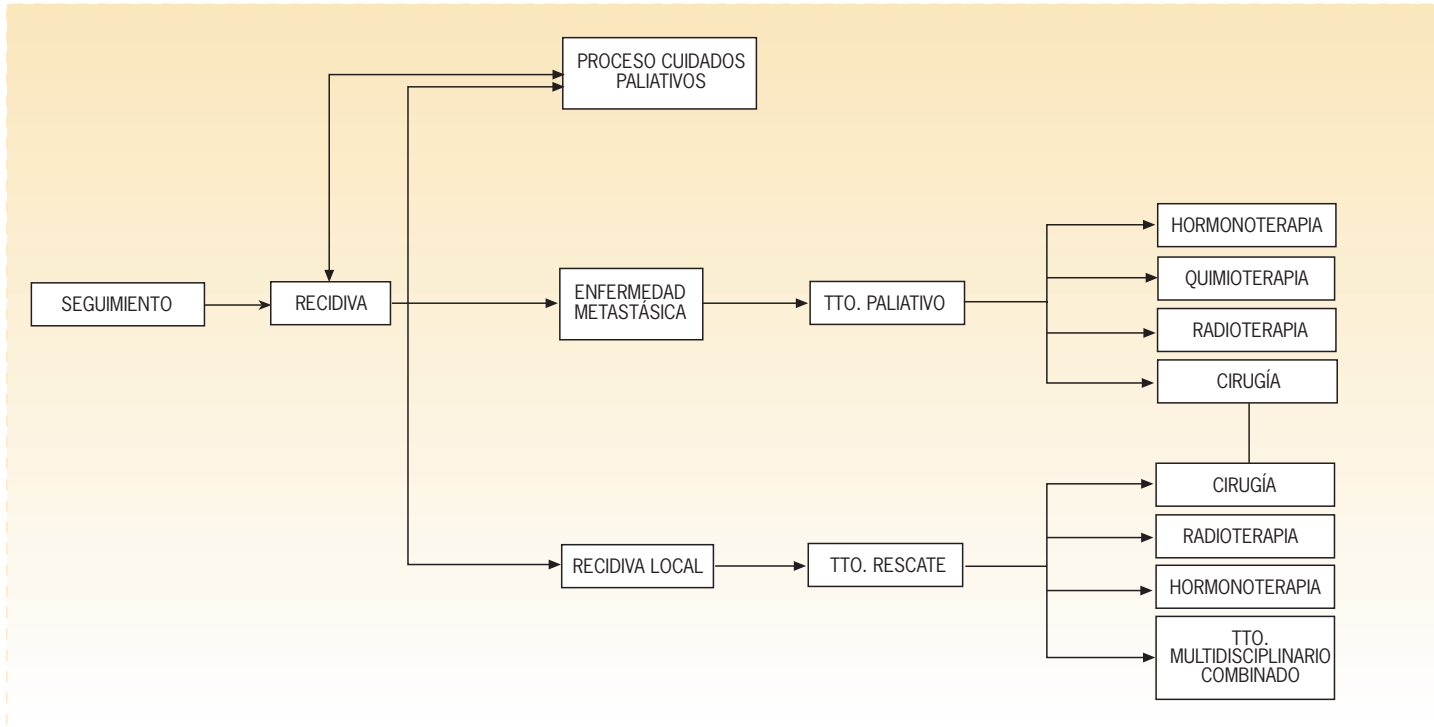 PROCESO CUIDADOS
PALIATIVOS
SEGUIMIENTO
RECIDIVA
ENFERMEDAD
METASTÁSICA
TTO. PALIATIVO
HORMONOTERAPIA
QUIMIOTERAPIA
RADIOTERAPIA
CIRUGÍA
RECIDIVA LOCAL
TTO. RESCATE
CIRUGÍA
RADIOTERAPIA
HORMONOTERAPIA
TTO.
MULTIDISCIPLINARIO
COMBINADO